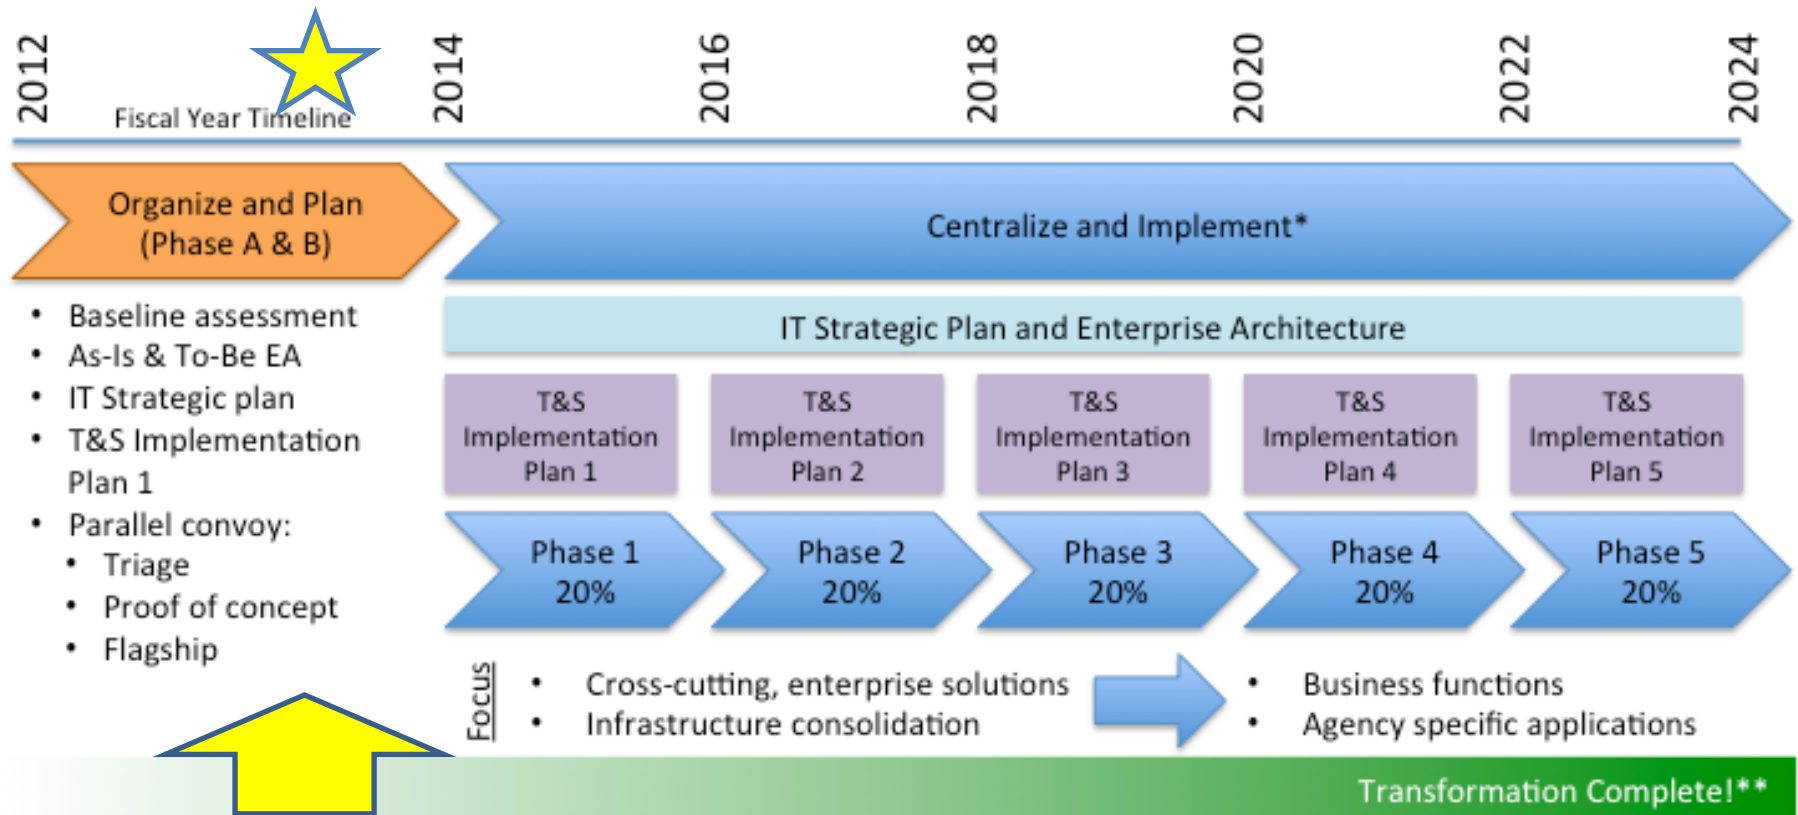 2012
2014
2016
2018
2020
2022
2024
Fiscal Year Timeline
Organize and Plan
(Phase A & B)
Centralize and Implement*
• Baseline assessment
• As-Is & To-Be EA
• IT Strategic plan
• T&S Implementation
Plan 1
• Parallel convoy:
• Triage
• Proof of concept
• Flagship
IT Strategic Plan and Enterprise Architecture
T&S
Implementation
Plan 1
T&S
Implementation
Plan 2
T&S
Implementation
Plan 3
T&S
Implementation
Plan 4
T&S
Implementation
Plan 5
Phase 1
20%
Phase 2
20%
Phase 3
20%
Phase 4
20%
Phase 5
20%
Focus
• Cross-cutting, enterprise solutions
• Infrastructure consolidation
• Business functions
• Agency specific applications
Transformation Complete!**